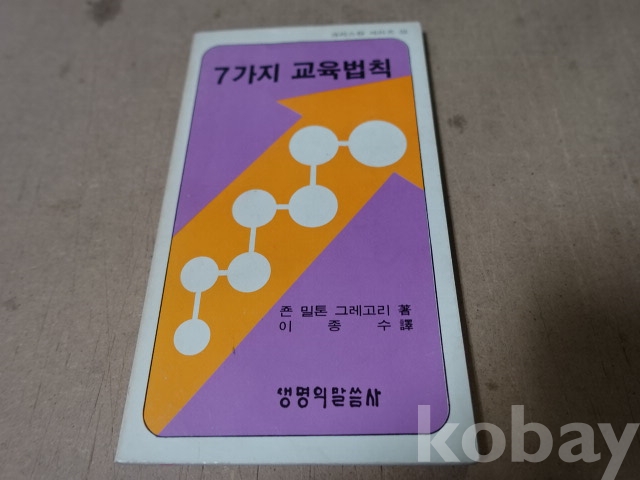 7가지 교육법칙
죤 밀톤 그레고리 著
이 종 수 譯
생명의말씀사
kobay